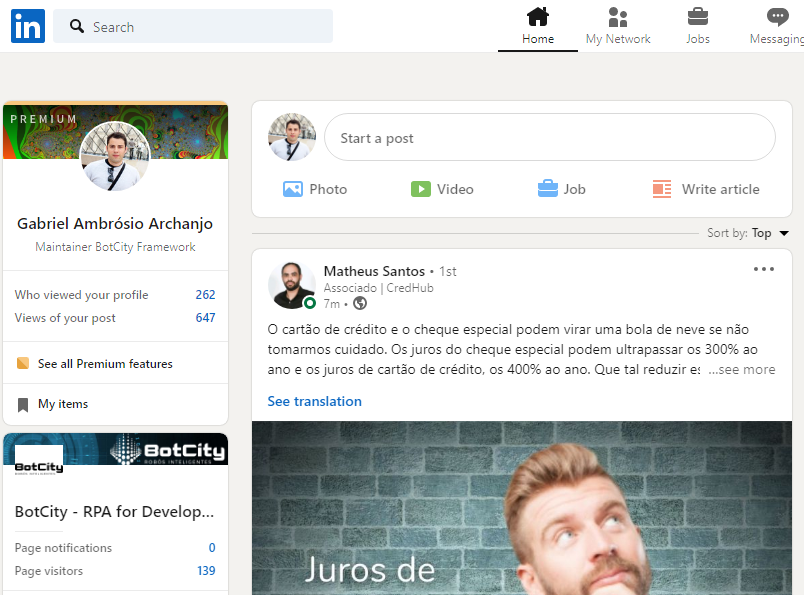 in
Search
Home
My Network
Jobs
Messaging
PREMIUM
Gabriel Ambrósio Archanjo
Maintainer BotCity Framework
Who viewed your profile 262
Views of your post 647
See all Premium features
My items
BotCity
ROBÔS INTELIGENTES
BotCity
BotCity - RPA for Develop...
Page notifications 0
Page visitors 139
Start a post
Photo
Video
Job
Write article
Sort by: Top
Matheus Santos • 1st
Associado | CredHub
7m •
O cartão de crédito e o cheque especial podem virar uma bola de neve se não
tomarmos cuidado. Os juros do cheque especial podem ultrapassar os 300% ao
ano e os juros de cartão de crédito, os 400% ao ano. Que tal reduzir es ...see more
See translation
Juros de